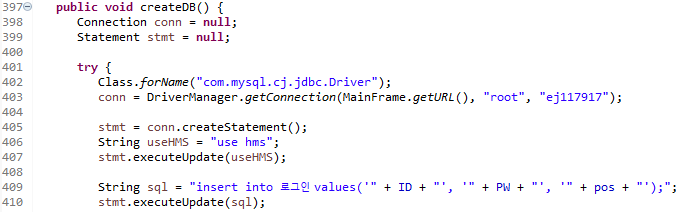 397 public void createDB() {
398 Connection conn = null;
399 Statement stmt = null;
400
401 try {
402 Class.forName("com.mysql.cj.jdbc.Driver");
403 conn = DriverManager.getConnection(MainFrame.getURL(), "root", "ej117917");
404
405 stmt = conn.createStatement();
406 String useHMS = "use hms";
407 stmt.executeUpdate(useHMS);
408
409 String sql = "insert into 로그인 values('" + ID + "', '" + PW + "', '" + pos + "');";
410 stmt.executeUpdate(sql);